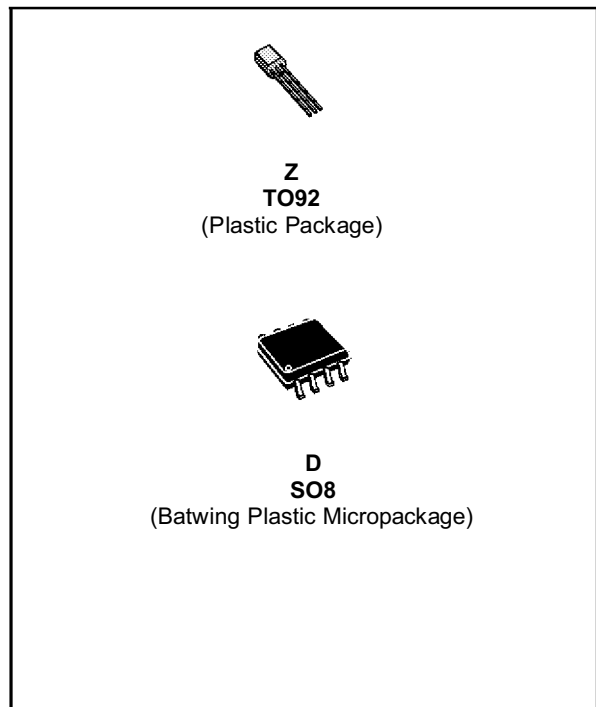 Z
TO92
(Plastic Package)
D
SO8
(Batwing Plastic Micropackage)